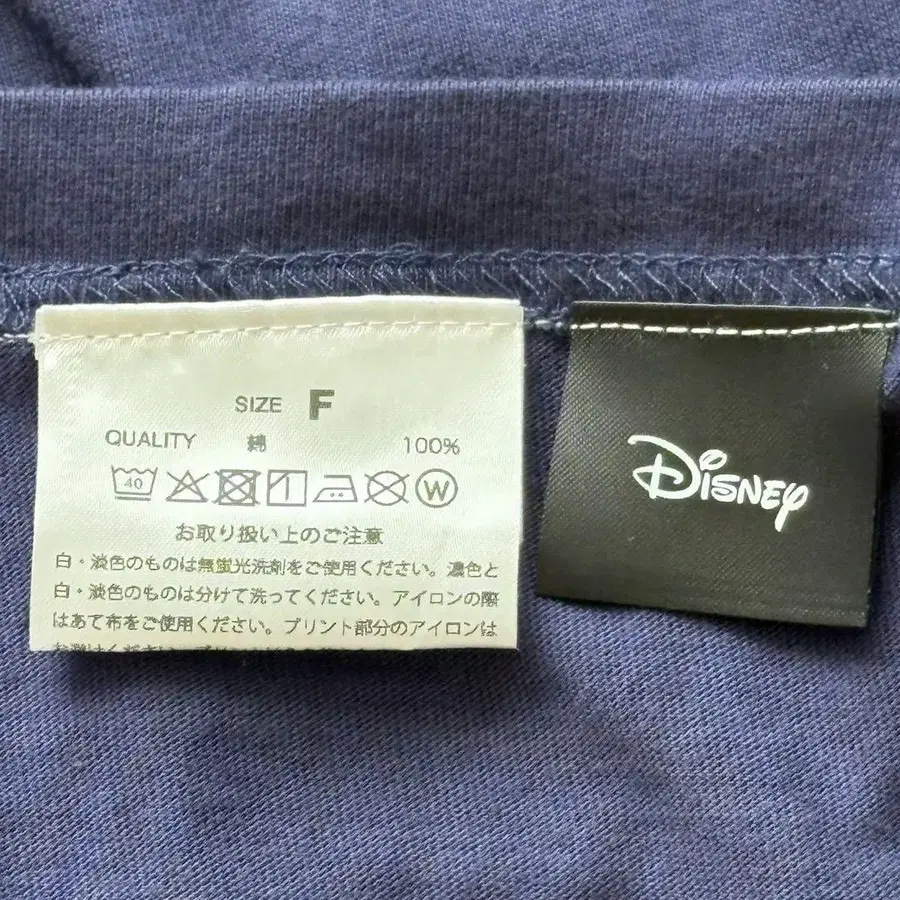 SIZE F
QUALITY 綿 100%
40 W
お取り扱い上のご注意
白・淡色のものは無蛍光洗剤をご使用ください。濃色と
白・淡色のものは分けて洗ってください。アイロンの際
はあて布をご使用ください。プリント部分のアイロンは
Disney